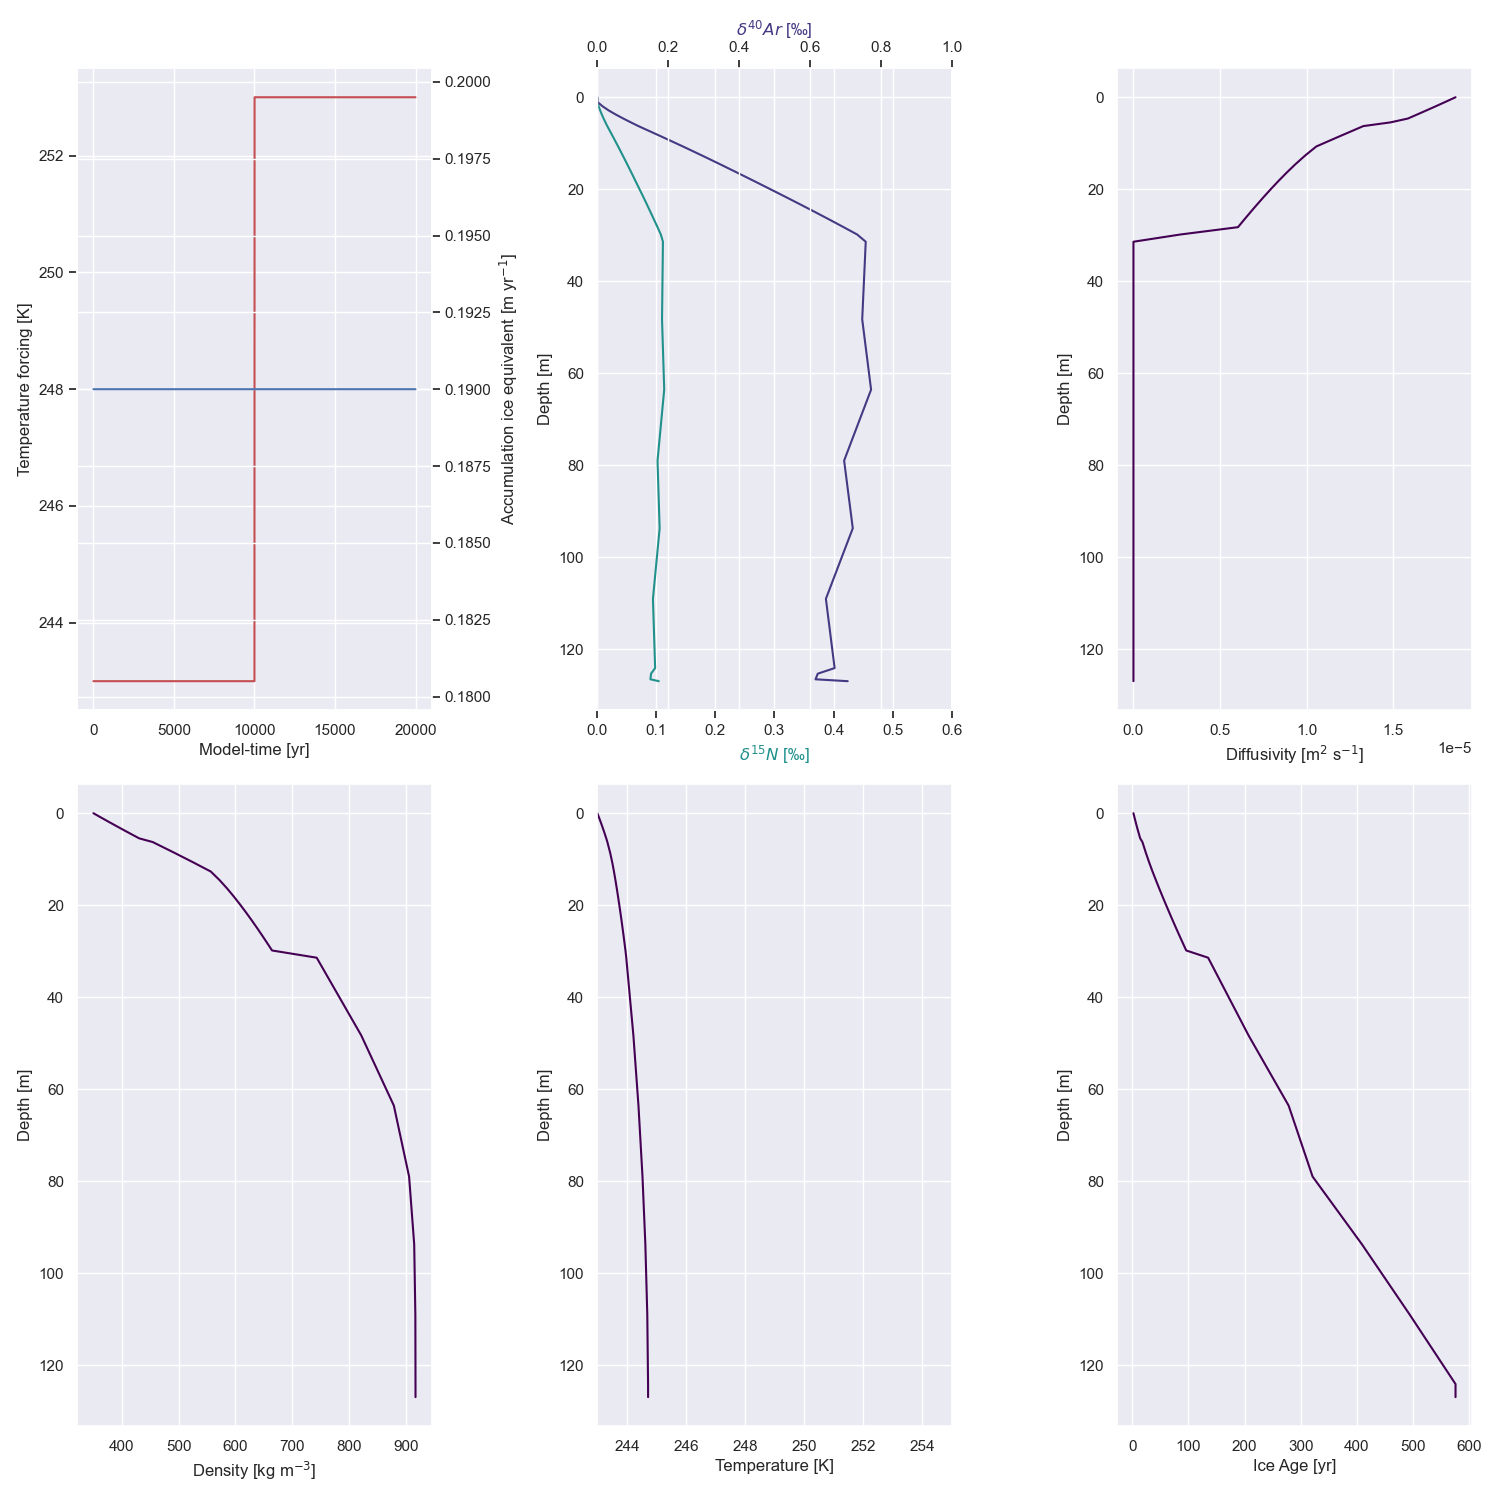 δ⁴⁰Ar [‰]
0.0 0.2 0.4 0.6 0.8 1.0
252
250
248
246
244
Temperature forcing [K]
0.2000
0.1975
0.1950
0.1925
0.1900
0.1875
0.1850
0.1825
0.1800
Accumulation ice equivalent [m yr⁻¹]
0 5000 10000 15000 20000
Model-time [yr]
0
20
40
60
80
100
120
Depth [m]
0.0 0.1 0.2 0.3 0.4 0.5 0.6
δ¹⁵N [‰]
0
20
40
60
80
100
120
Depth [m]
0.0 0.5 1.0 1.5
1e−5
Diffusivity [m² s⁻¹]
0
20
40
60
80
100
120
Depth [m]
400 500 600 700 800 900
Density [kg m⁻³]
0
20
40
60
80
100
120
Depth [m]
244 246 248 250 252 254
Temperature [K]
0
20
40
60
80
100
120
Depth [m]
0 100 200 300 400 500 600
Ice Age [yr]